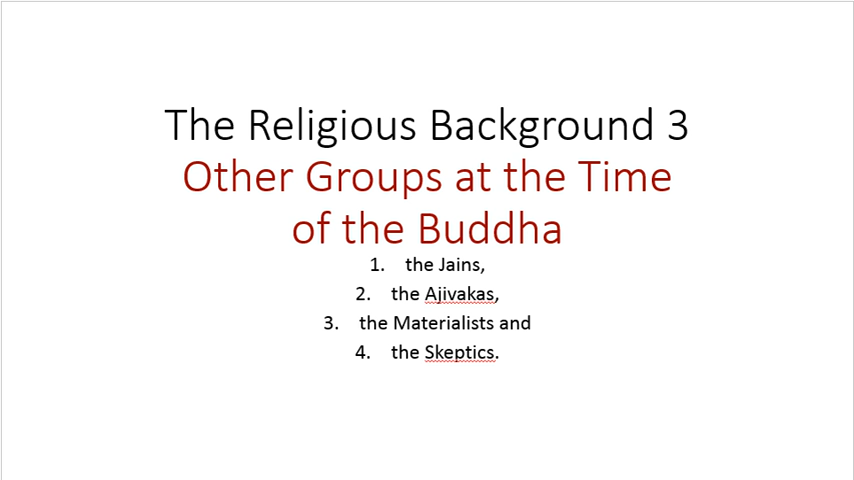 The Religious Background 3
Other Groups at the Time
of the Buddha
1. the Jains,
2. the Ajivakas,
3. the Materialists and
4. the Skeptics.